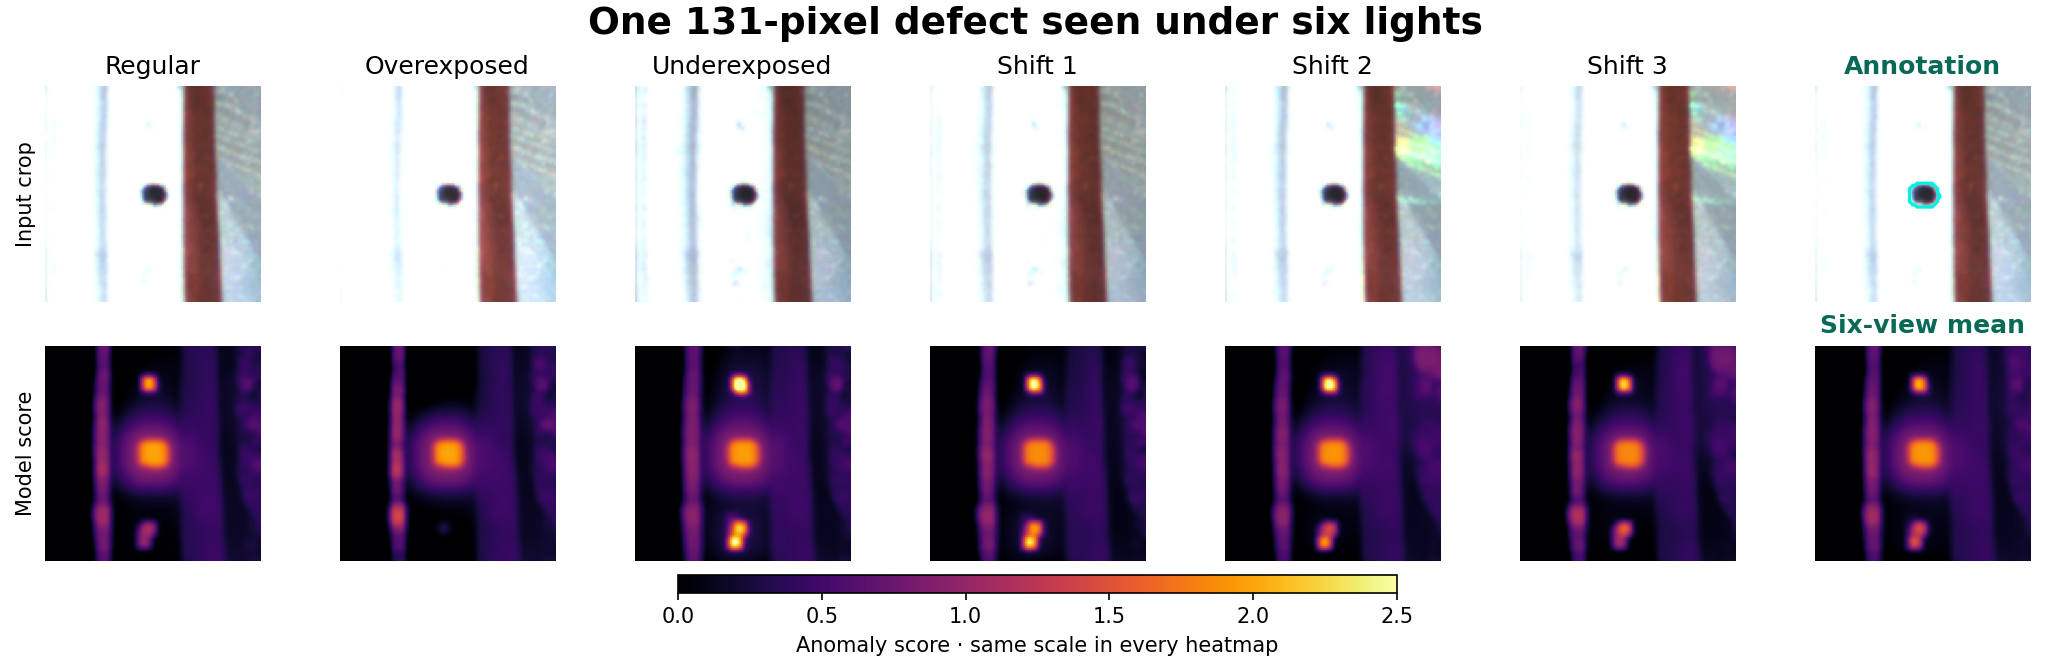 One 131-pixel defect seen under six lights
Regular
Overexposed
Underexposed
Shift 1
Shift 2
Shift 3
Annotation
Input crop
Six-view mean
Model score
0.0
0.5
1.0
1.5
2.0
2.5
Anomaly score · same scale in every heatmap